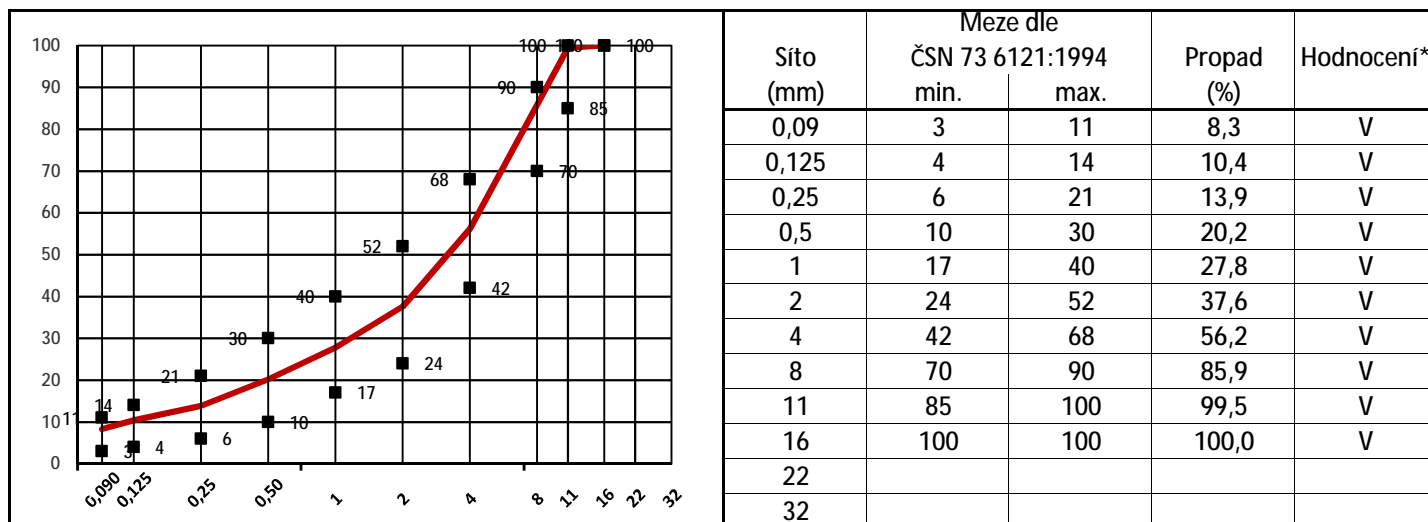 100
90
80
70
60
50
40
30
20
10
0
100 100 100
90
85
68
70
52
42
40
30
24
21
17
14
11
10
6
4
3
0,090 0,125 0,25 0,50 1 2 4 8 11 16 22 32
Meze dle
Síto ČSN 73 6121:1994 Propad Hodnocení*
(mm) min. max. (%)
0,09 3 11 8,3 V
0,125 4 14 10,4 V
0,25 6 21 13,9 V
0,5 10 30 20,2 V
1 17 40 27,8 V
2 24 52 37,6 V
4 42 68 56,2 V
8 70 90 85,9 V
11 85 100 99,5 V
16 100 100 100,0 V
22
32